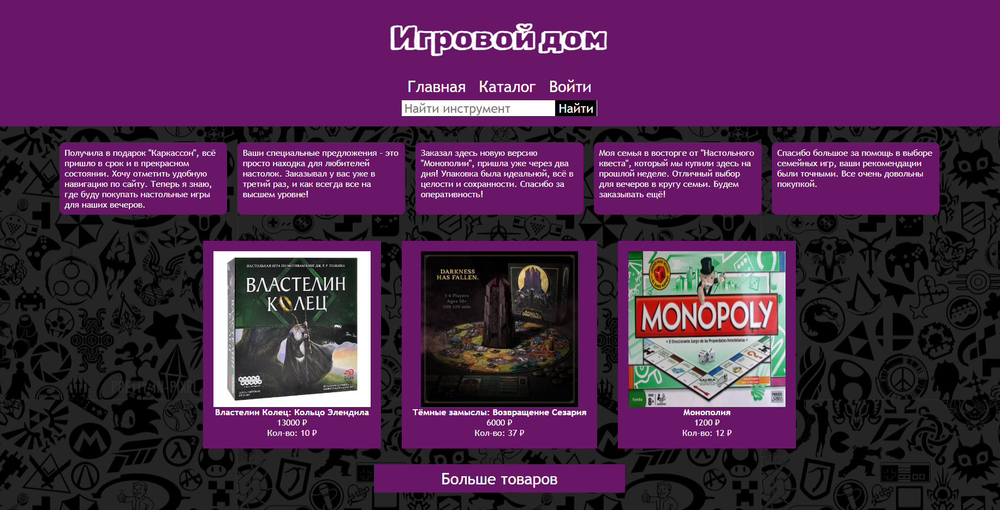 Игровой дом
Главная Каталог Войти
Найти инструмент Найти
Получила в подарок "Каркассон", всё
пришло в срок и в прекрасном
состоянии. Хочу отметить удобную
навигацию по сайту. Теперь я знаю,
где буду покупать настольные игры
для наших вечеров.
Ваши специальные предложения - это
просто находка для любителей
настолок. Заказывал у вас уже в
третий раз, и как всегда все на
высшем уровне!
Заказал здесь новую версию
"Монополии", пришла уже через два
дня! Упаковка была идеальной, всё в
целости и сохранности. Спасибо за
оперативность!
Моя семья в восторге от "Настольного
квеста", который мы купили здесь на
прошлой неделе. Отличный выбор
для вечеров в кругу семьи. Будем
заказывать ещё!
Спасибо большое за помощь в выборе
семейных игр, ваши рекомендации
были точными. Все очень довольны
покупкой.
НАСТОЛЬНАЯ ИГРА ПО МОТИВАМ КНИГ ДЖ. Р. Р. ТОЛКИНА
ВЛАСТЕЛИН
КОЛЕЦ
HOBBY
WORLD
Властелин Колец: Кольцо Элендила
13000 ₽
Кол-во: 10 ₽
DARKNESS
HAS FALLEN.
1-4 Players
Ages 10+
100-120 min
Тёмные замыслы: Возвращение Сезария
6000 ₽
Кол-во: 37 ₽
MONOPOLY
El Emocionante Juego de las Propiedades Inmobiliarias
SALIDA
Familia
8+
PARKER
Монополия
1200 ₽
Кол-во: 12 ₽
Больше товаров